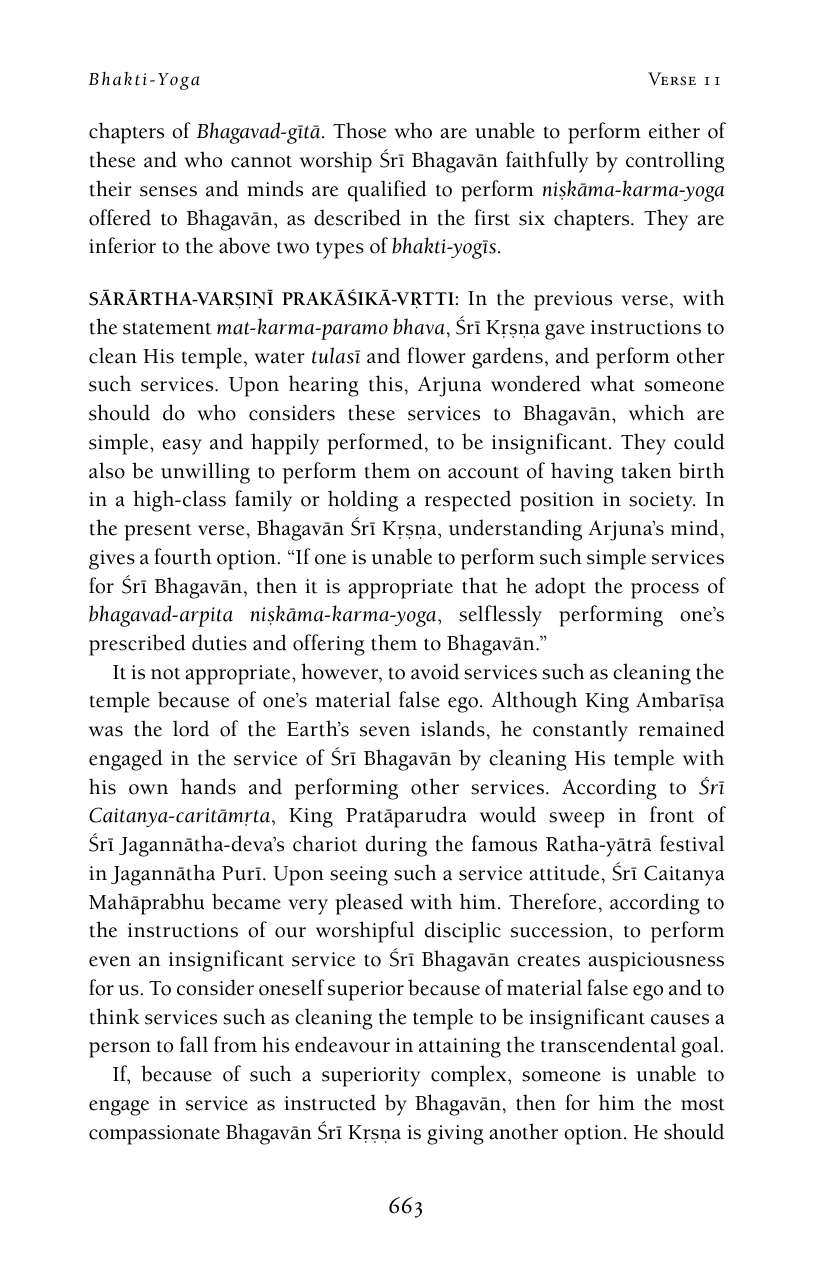 Bhakti-Yoga Verse 11
chapters of Bhagavad-gītā. Those who are unable to perform either of
these and who cannot worship Śrī Bhagavān faithfully by controlling
their senses and minds are qualified to perform niṣkāma-karma-yoga
offered to Bhagavān, as described in the first six chapters. They are
inferior to the above two types of bhakti-yogīs.
SĀRĀRTHA-VARṢIṆĪ PRAKĀŚIKĀ-VṚTTI: In the previous verse, with
the statement mat-karma-paramo bhava, Śrī Kṛṣṇa gave instructions to
clean His temple, water tulasī and flower gardens, and perform other
such services. Upon hearing this, Arjuna wondered what someone
should do who considers these services to Bhagavān, which are
simple, easy and happily performed, to be insignificant. They could
also be unwilling to perform them on account of having taken birth
in a high-class family or holding a respected position in society. In
the present verse, Bhagavān Śrī Kṛṣṇa, understanding Arjuna’s mind,
gives a fourth option. “If one is unable to perform such simple services
for Śrī Bhagavān, then it is appropriate that he adopt the process of
bhagavad-arpita niṣkāma-karma-yoga, selflessly performing one’s
prescribed duties and offering them to Bhagavān.”
It is not appropriate, however, to avoid services such as cleaning the
temple because of one’s material false ego. Although King Ambarīṣa
was the lord of the Earth’s seven islands, he constantly remained
engaged in the service of Śrī Bhagavān by cleaning His temple with
his own hands and performing other services. According to Śrī
Caitanya-caritāmṛta, King Pratāparudra would sweep in front of
Śrī Jagannātha-deva’s chariot during the famous Ratha-yātrā festival
in Jagannātha Purī. Upon seeing such a service attitude, Śrī Caitanya
Mahāprabhu became very pleased with him. Therefore, according to
the instructions of our worshipful disciplic succession, to perform
even an insignificant service to Śrī Bhagavān creates auspiciousness
for us. To consider oneself superior because of material false ego and to
think services such as cleaning the temple to be insignificant causes a
person to fall from his endeavour in attaining the transcendental goal.
If, because of such a superiority complex, someone is unable to
engage in service as instructed by Bhagavān, then for him the most
compassionate Bhagavān Śrī Kṛṣṇa is giving another option. He should
663